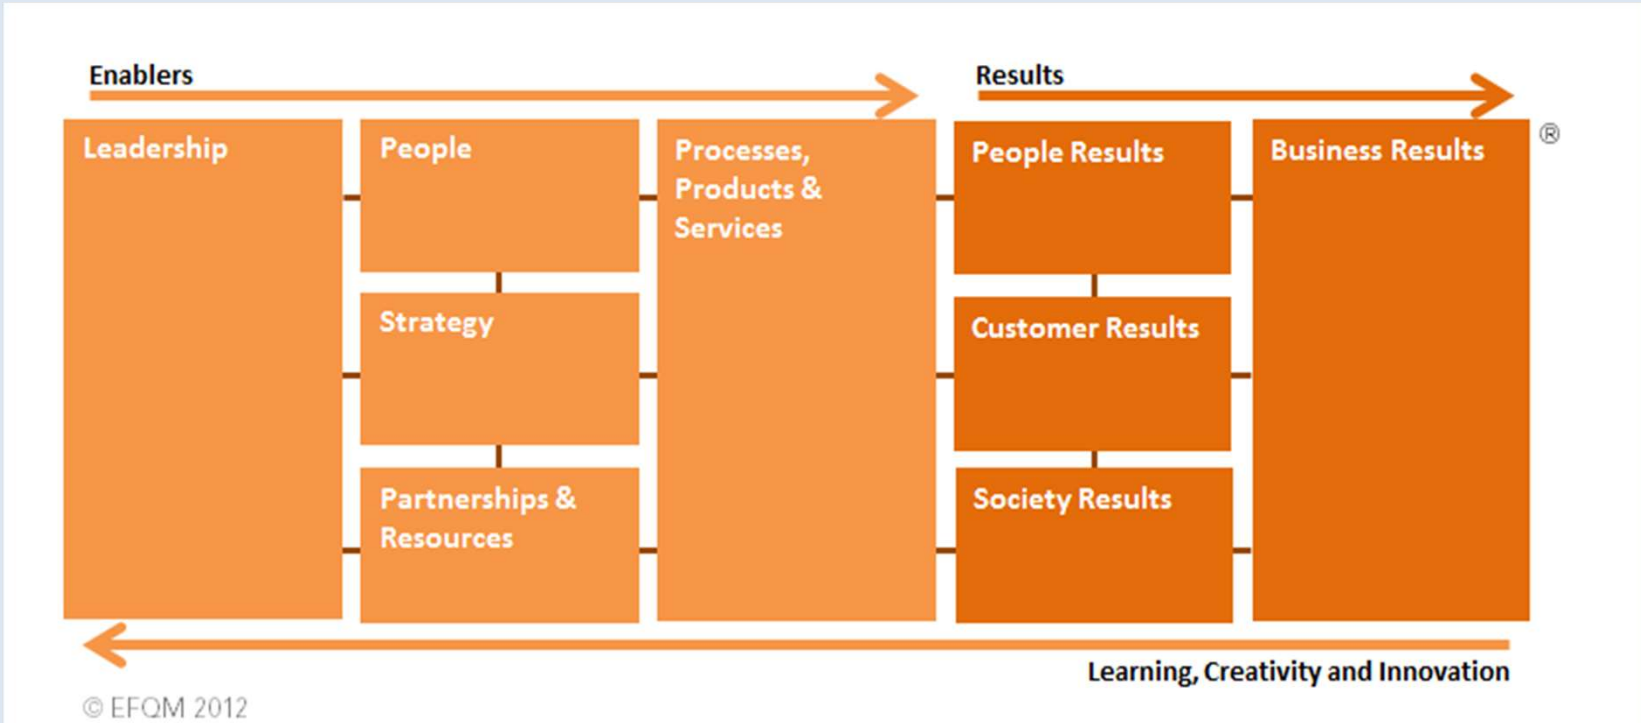 Enablers
Results
Leadership
People
Processes,
Products &
Services
People Results
Business Results
®
Strategy
Customer Results
Partnerships &
Resources
Society Results
Learning, Creativity and Innovation
© EFQM 2012